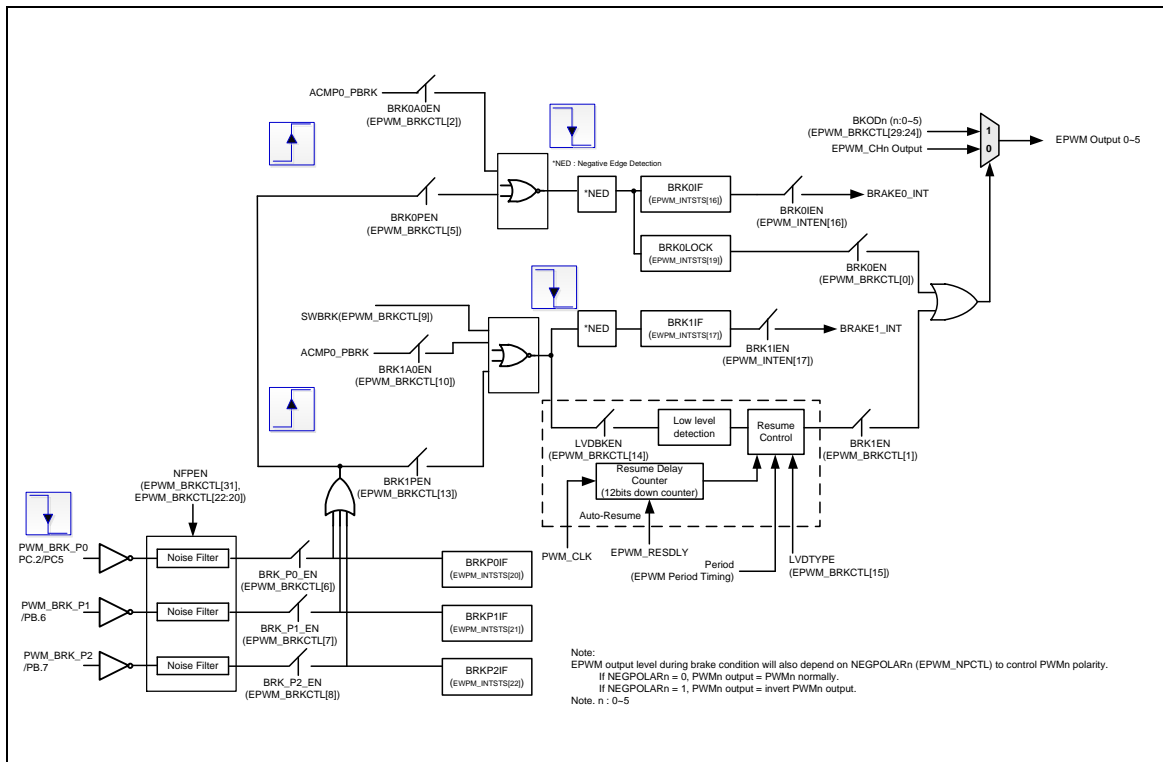 ACMP0_PBRK
BRK0A0EN
(EPWM_BRKCTL[2])
*NED : Negative Edge Detection
BKODn (n:0~5)
(EPWM_BRKCTL[29:24])
EPWM_CHn Output
1
0
EPWM Output 0~5
BRK0PEN
(EPWM_BRKCTL[5])
*NED
BRK0IF
(EPWM_INTSTS[16])
BRK0IEN
(EPWM_INTEN[16])
BRAKE0_INT
BRK0LOCK
(EPWM_INTSTS[19])
BRK0EN
(EPWM_BRKCTL[0])
SWBRK(EPWM_BRKCTL[9])
ACMP0_PBRK
BRK1A0EN
(EPWM_BRKCTL[10])
*NED
BRK1IF
(EWPM_INTSTS[17])
BRK1IEN
(EPWM_INTEN[17])
BRAKE1_INT
LVDBKEN
(EPWM_BRKCTL[14])
Low level
detection
Resume
Control
BRK1EN
(EPWM_BRKCTL[1])
BRK1PEN
(EPWM_BRKCTL[13])
Resume Delay
Counter
(12bits down counter)
Auto-Resume
PWM_CLK
EPWM_RESDLY
Period
(EPWM Period Timing)
LVDTYPE
(EPWM_BRKCTL[15])
NFPEN
(EPWM_BRKCTL[31],
EPWM_BRKCTL[22:20])
PWM_BRK_P0
PC.2/PC5
Noise Filter
BRK_P0_EN
(EPWM_BRKCTL[6])
BRKP0IF
(EWPM_INTSTS[20])
PWM_BRK_P1
/PB.6
Noise Filter
BRK_P1_EN
(EPWM_BRKCTL[7])
BRKP1IF
(EWPM_INTSTS[21])
PWM_BRK_P2
/PB.7
Noise Filter
BRK_P2_EN
(EPWM_BRKCTL[8])
BRKP2IF
(EWPM_INTSTS[22])
Note:
EPWM output level during brake condition will also depend on NEGPOLARn (EPWM_NPCTL) to control PWMn polarity.
If NEGPOLARn = 0, PWMn output = PWMn normally.
If NEGPOLARn = 1, PWMn output = invert PWMn output.
Note. n : 0~5